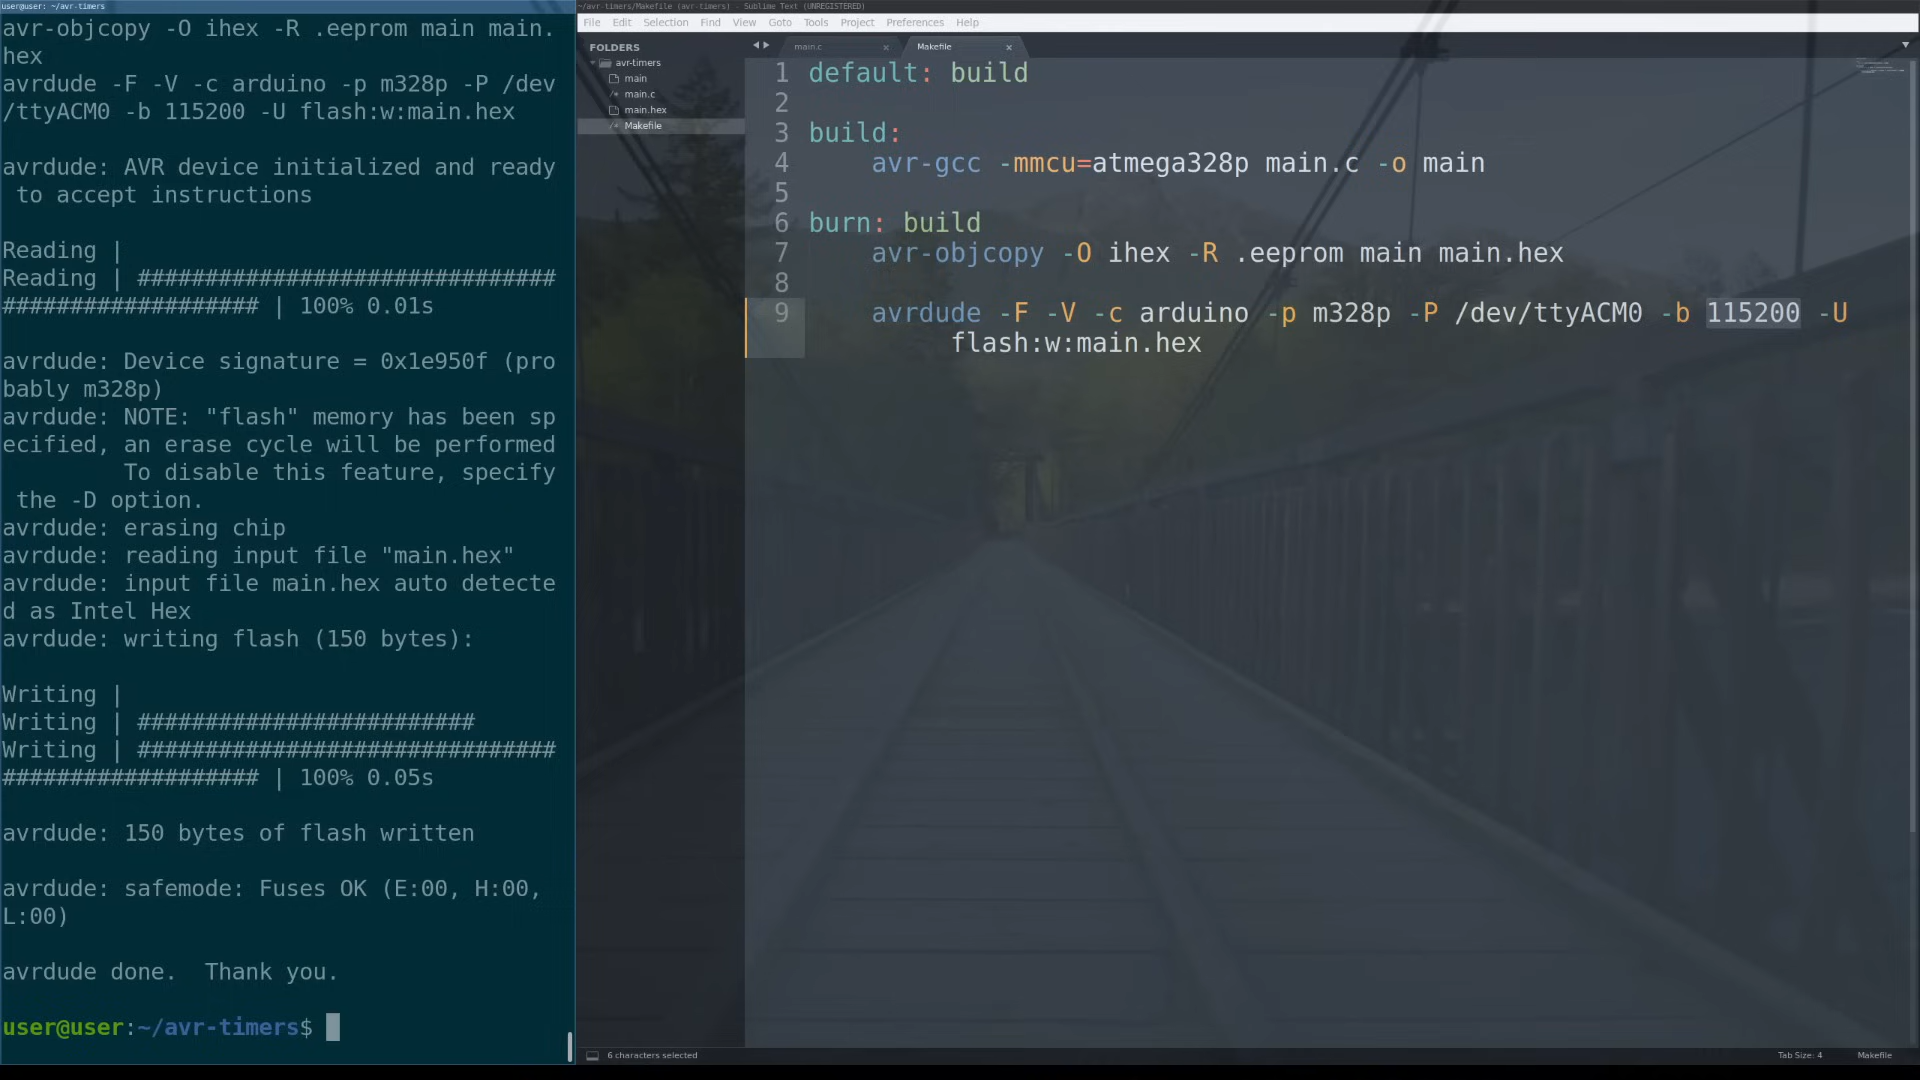 user@user: ~/avr-timers
avr-objcopy -O ihex -R .eeprom main main.
hex
avrdude -F -V -c arduino -p m328p -P /dev
/ttyACM0 -b 115200 -U flash:w:main.hex
avrdude: AVR device initialized and ready
 to accept instructions
Reading |
Reading | ###############################
################### | 100% 0.01s
avrdude: Device signature = 0x1e950f (pro
bably m328p)
avrdude: NOTE: "flash" memory has been sp
ecified, an erase cycle will be performed
         To disable this feature, specify
 the -D option.
avrdude: erasing chip
avrdude: reading input file "main.hex"
avrdude: input file main.hex auto detecte
d as Intel Hex
avrdude: writing flash (150 bytes):
Writing |
Writing | #########################
Writing | ###############################
################### | 100% 0.05s
avrdude: 150 bytes of flash written
avrdude: safemode: Fuses OK (E:00, H:00,
L:00)
avrdude done.  Thank you.
user@user:~/avr-timers$
~/avr-timers/Makefile (avr-timers) - Sublime Text (UNREGISTERED)
File Edit Selection Find View Goto Tools Project Preferences Help
FOLDERS
avr-timers
main
/* main.c
main.hex
/* Makefile
main.c × Makefile ×
1 default: build
2
3 build:
4     avr-gcc -mmcu=atmega328p main.c -o main
5
6 burn: build
7     avr-objcopy -O ihex -R .eeprom main main.hex
8
9     avrdude -F -V -c arduino -p m328p -P /dev/ttyACM0 -b 115200 -U
flash:w:main.hex
6 characters selected
Tab Size: 4 Makefile